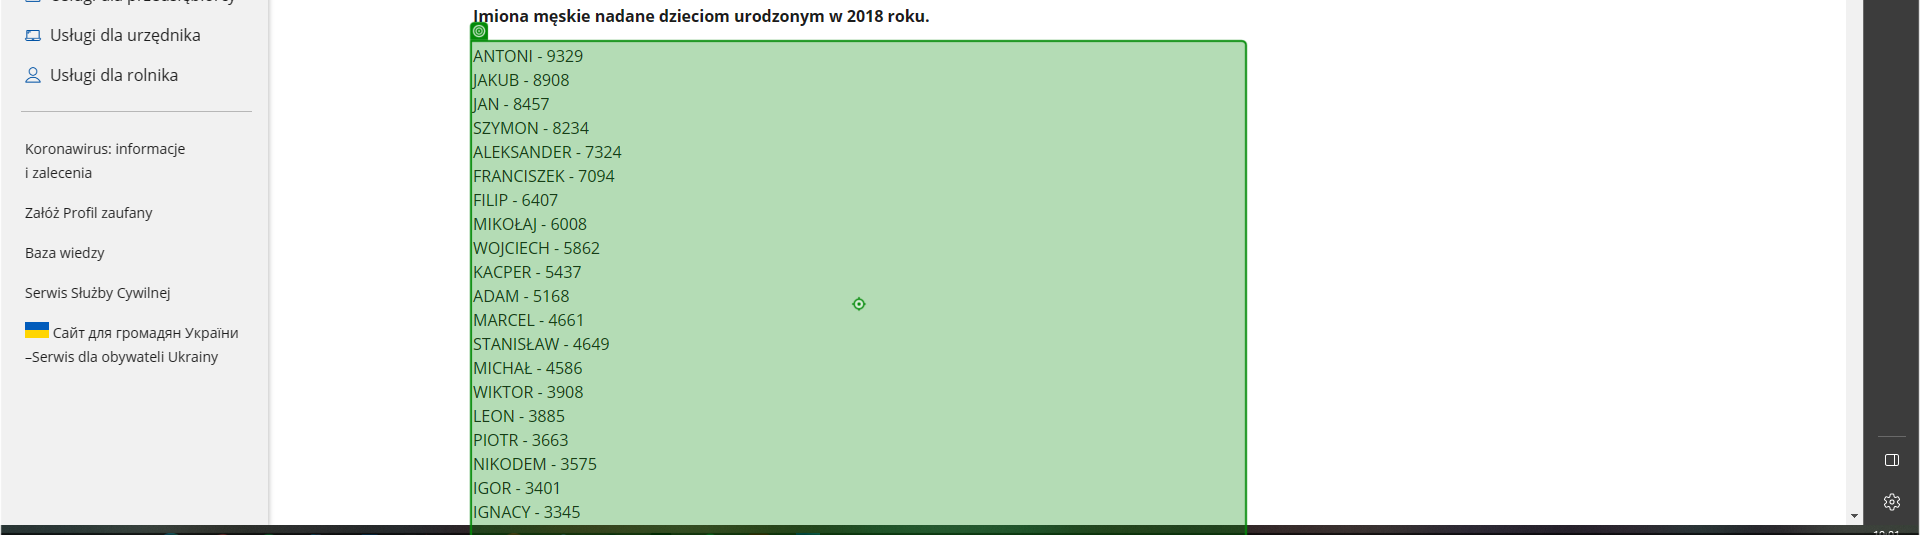 Usługi dla przedsiębiorcy
Usługi dla urzędnika
Usługi dla rolnika
Koronawirus: informacje
i zalecenia
Załóż Profil zaufany
Baza wiedzy
Serwis Służby Cywilnej
Сайт для громадян України
–Serwis dla obywateli Ukrainy
Imiona męskie nadane dzieciom urodzonym w 2018 roku.
ANTONI - 9329
JAKUB - 8908
JAN - 8457
SZYMON - 8234
ALEKSANDER - 7324
FRANCISZEK - 7094
FILIP - 6407
MIKOŁAJ - 6008
WOJCIECH - 5862
KACPER - 5437
ADAM - 5168
MARCEL - 4661
STANISŁAW - 4649
MICHAŁ - 4586
WIKTOR - 3908
LEON - 3885
PIOTR - 3663
NIKODEM - 3575
IGOR - 3401
IGNACY - 3345